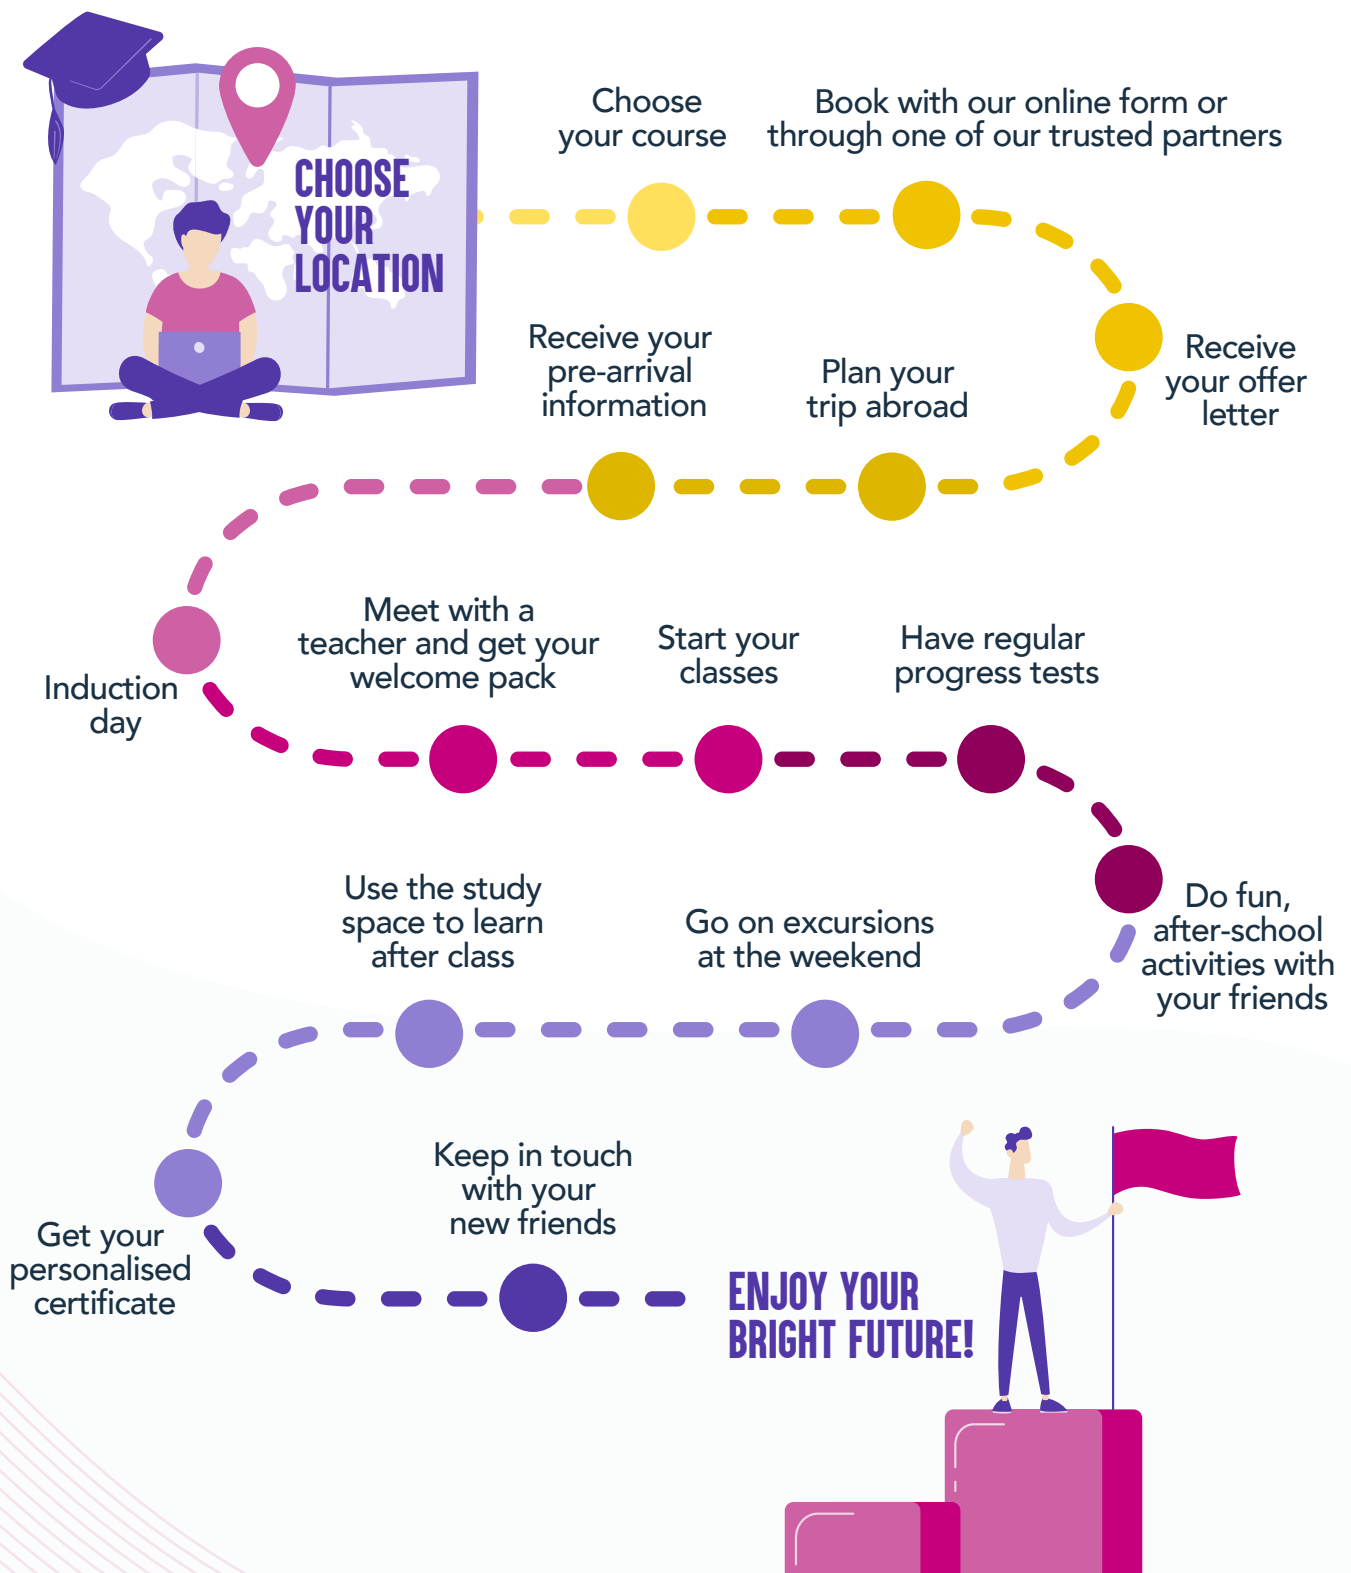 CHOOSE
YOUR
LOCATION
Choose
your course
Book with our online form or
through one of our trusted partners
Receive
your offer
letter
Plan your
trip abroad
Receive your
pre-arrival
information
Induction
day
Meet with a
teacher and get your
welcome pack
Start your
classes
Have regular
progress tests
Do fun,
after-school
activities with
your friends
Go on excursions
at the weekend
Use the study
space to learn
after class
Get your
personalised
certificate
Keep in touch
with your
new friends
ENJOY YOUR
BRIGHT FUTURE!